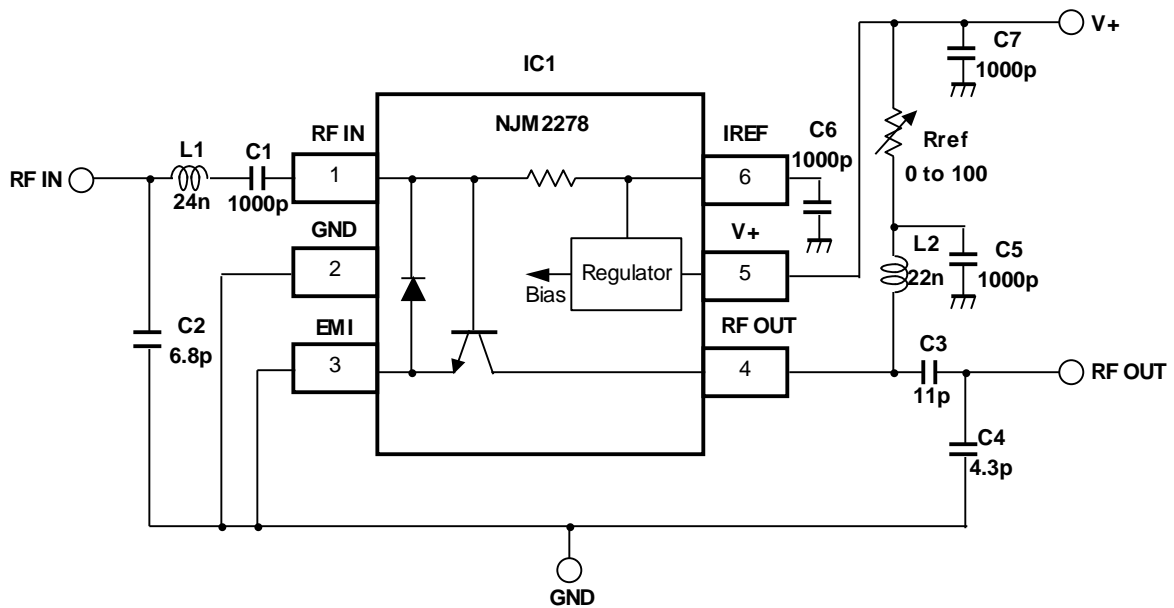 V+
C7
1000p
IC1
NJM2278
RF IN
IREF
C6
1000p
Rref
0 to 100
RF IN
L1
24n
C1
1000p
1
6
GND
V+
2
Regulator
Bias
5
L2
22n
C5
1000p
C2
6.8p
EMI
RF OUT
3
4
C3
11p
RF OUT
C4
4.3p
GND